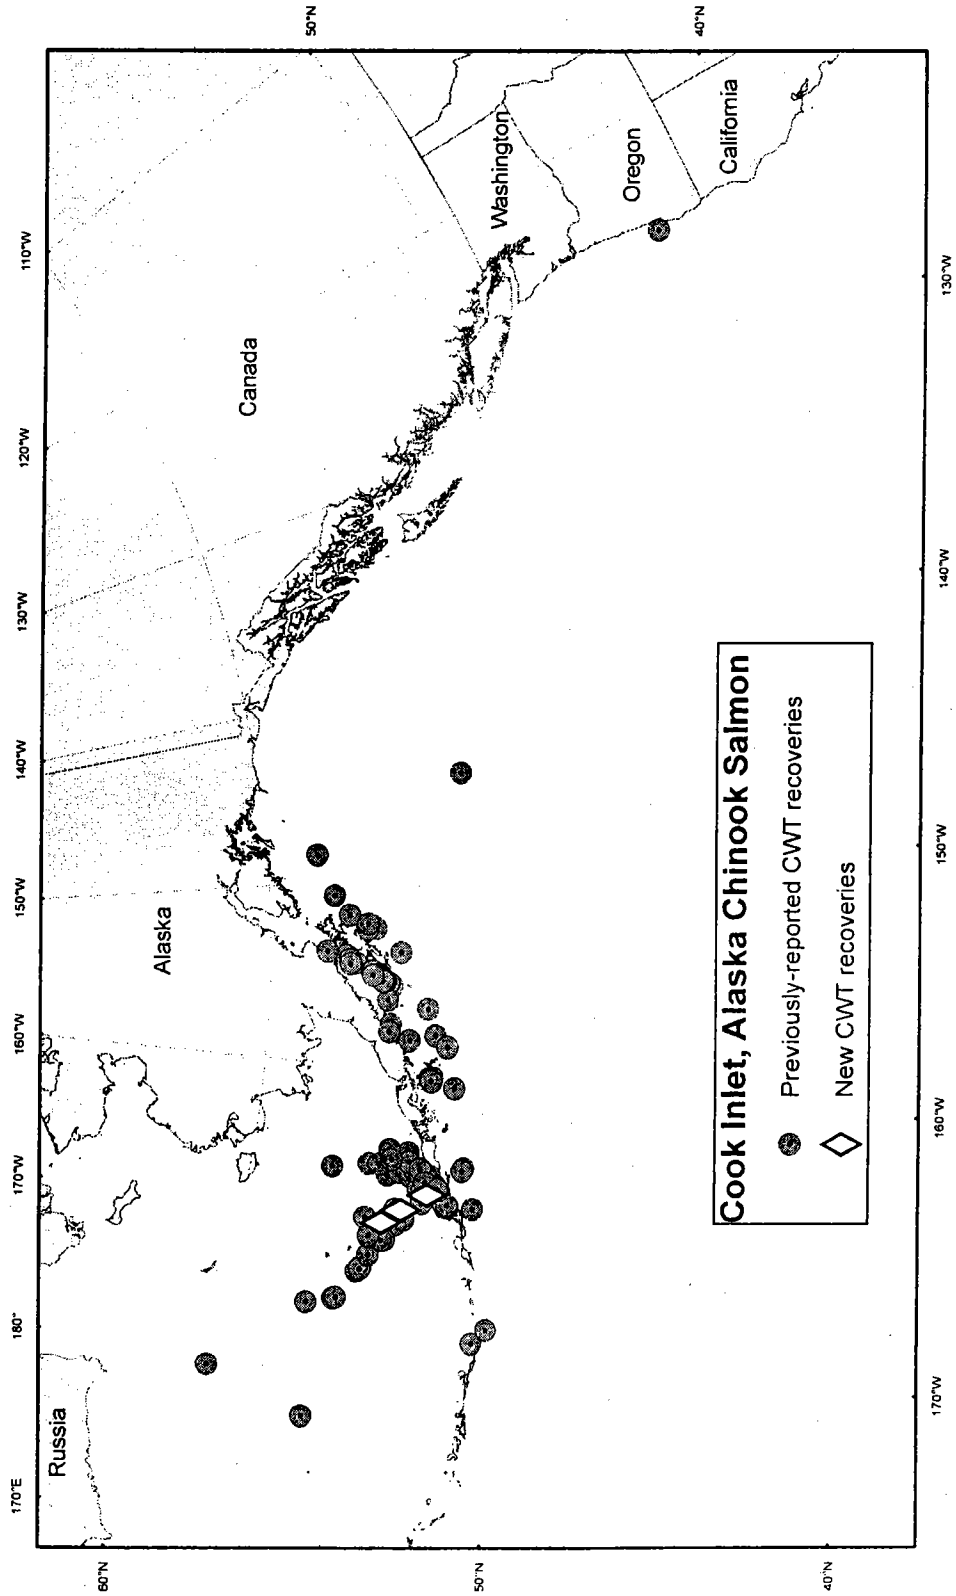 170°E
180°
170°W
160°W
150°W
140°W
130°W
120°W
110°W
Russia
Alaska
Canada
Washington
Oregon
California
60°N
50°N
40°N
50°N
40°N
Cook Inlet, Alaska Chinook Salmon
Previously-reported CWT recoveries
New CWT recoveries
170°W
160°W
150°W
140°W
130°W